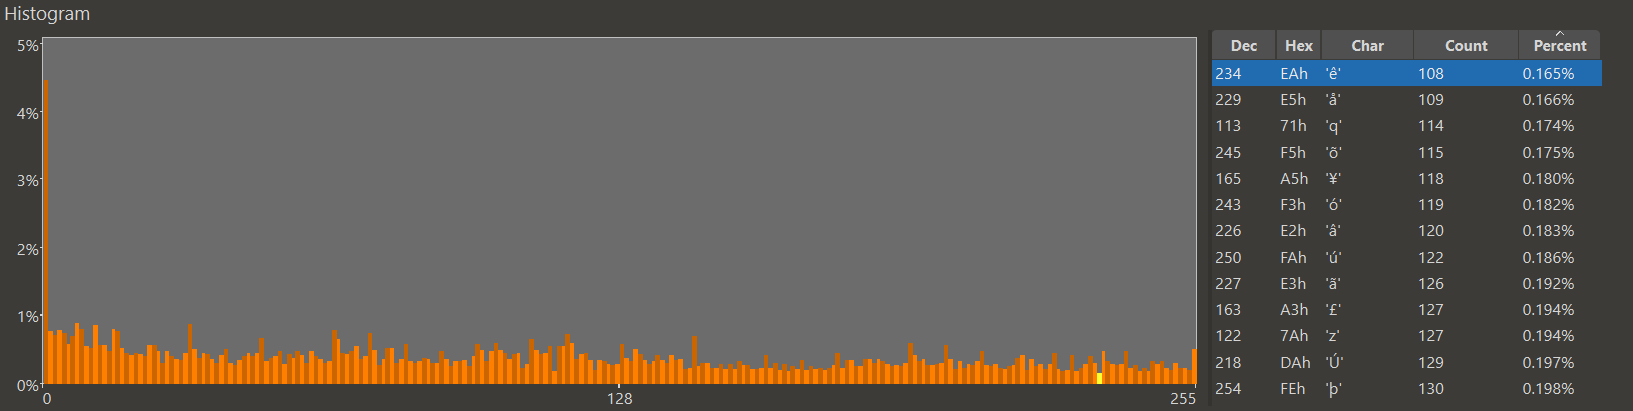 Histogram
5%
4%
3%
2%
1%
0%
0 128 255
Dec Hex Char Count Percent
234 EAh 'ê' 108 0.165%
229 E5h 'å' 109 0.166%
113 71h 'q' 114 0.174%
245 F5h 'õ' 115 0.175%
165 A5h '¥' 118 0.180%
243 F3h 'ó' 119 0.182%
226 E2h 'â' 120 0.183%
250 FAh 'ú' 122 0.186%
227 E3h 'ã' 126 0.192%
163 A3h '£' 127 0.194%
122 7Ah 'z' 127 0.194%
218 DAh 'Ú' 129 0.197%
254 FEh 'þ' 130 0.198%